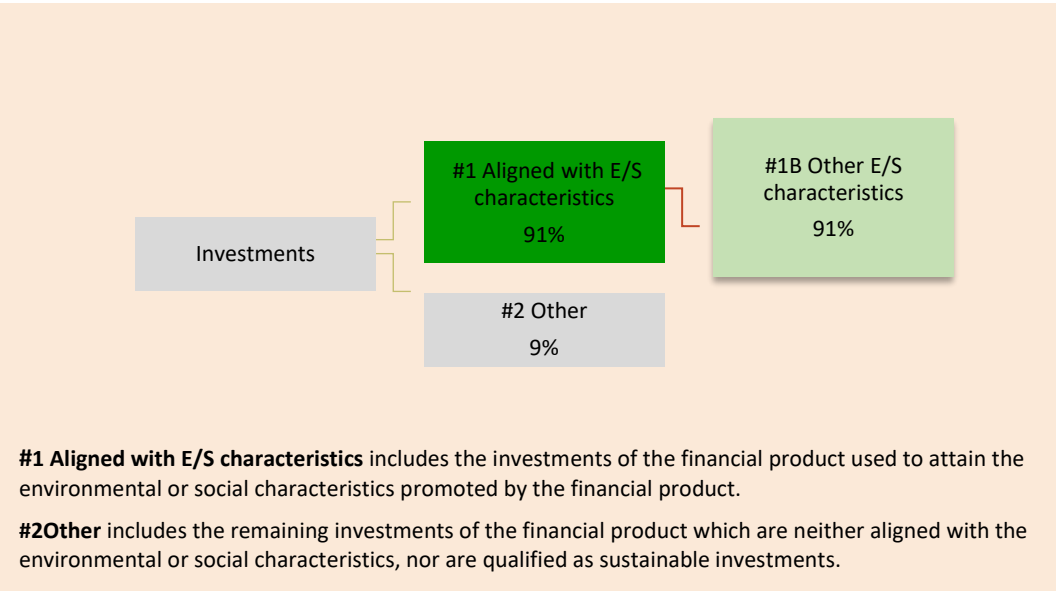 Investments
#1 Aligned with E/S
characteristics
91%
#1B Other E/S
characteristics
91%
#2 Other
9%
#1 Aligned with E/S characteristics includes the investments of the financial product used to attain the
environmental or social characteristics promoted by the financial product.
#2Other includes the remaining investments of the financial product which are neither aligned with the
environmental or social characteristics, nor are qualified as sustainable investments.